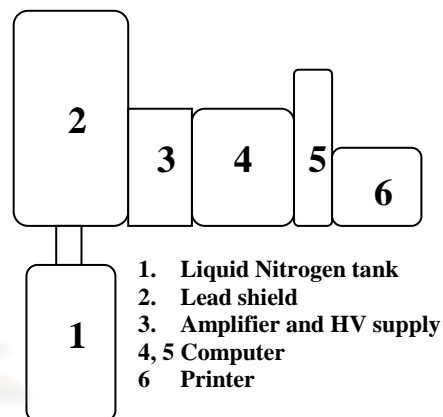 2
3
4
5
6
1
1. Liquid Nitrogen tank
2. Lead shield
3. Amplifier and HV supply
4, 5 Computer
6 Printer